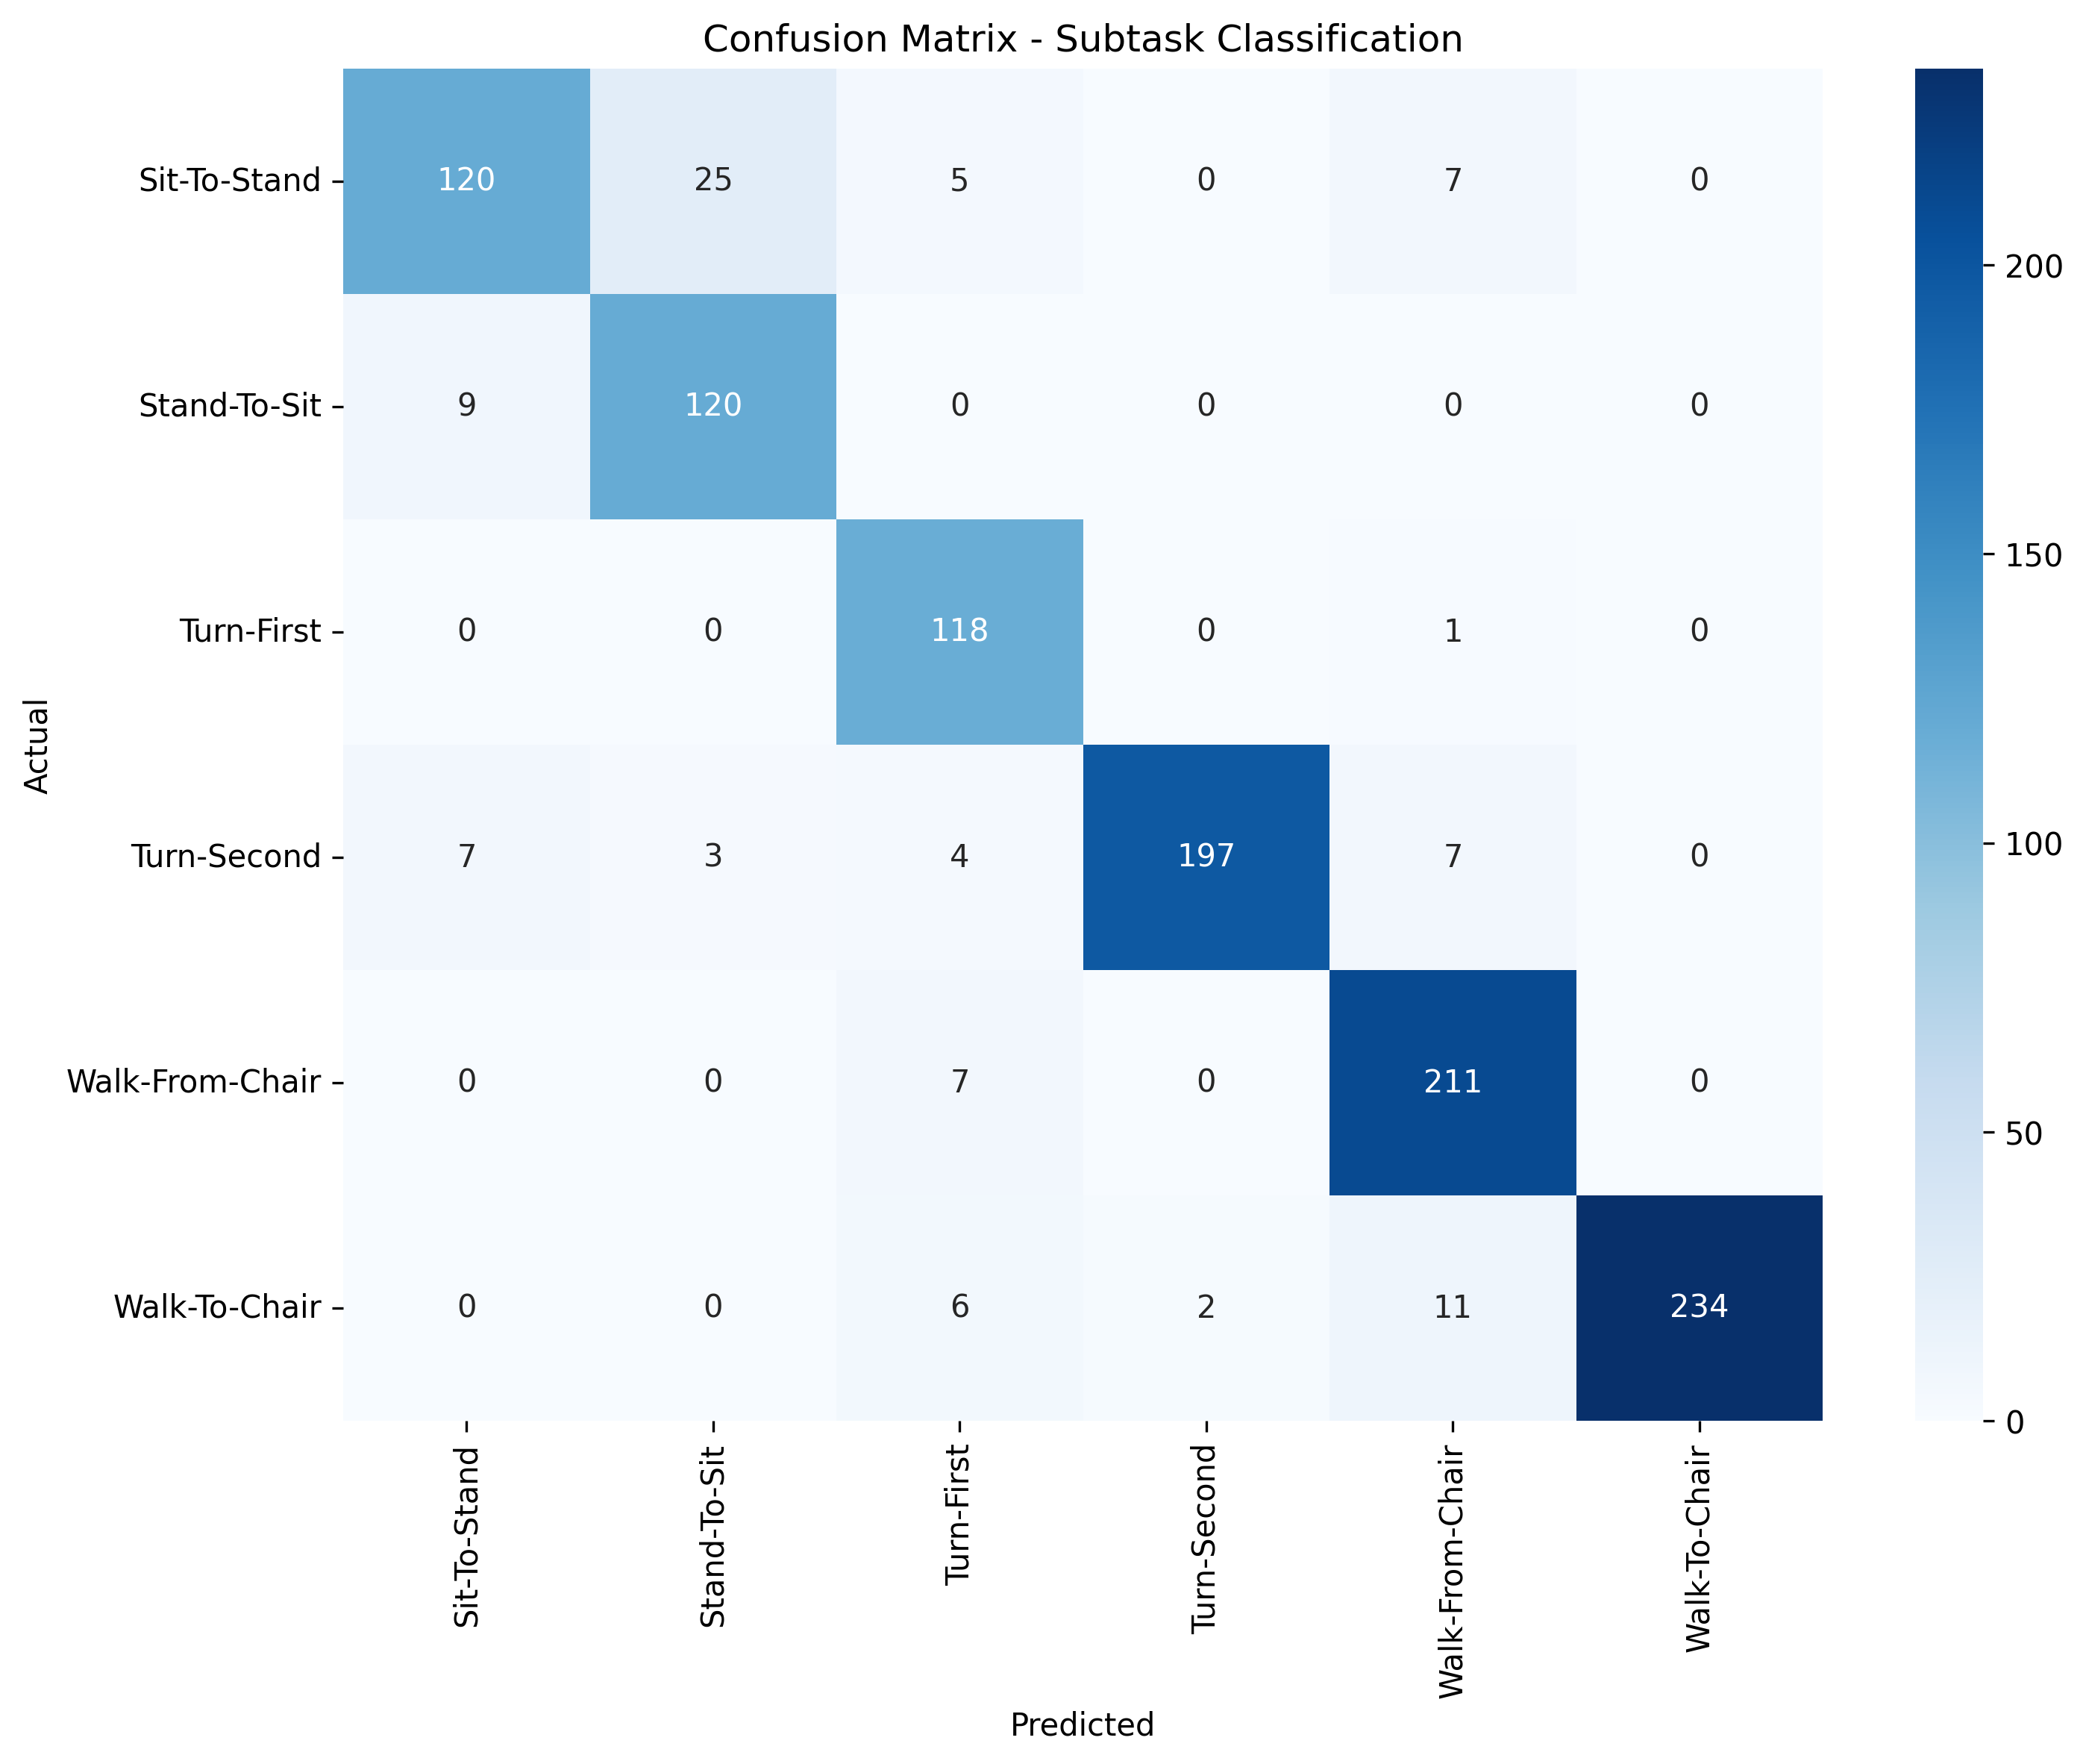 Confusion Matrix - Subtask Classification
Sit-To-Stand 120 25 5 0 7 0
Stand-To-Sit 9 120 0 0 0 0
Turn-First 0 0 118 0 1 0
Turn-Second 7 3 4 197 7 0
Walk-From-Chair 0 0 7 0 211 0
Walk-To-Chair 0 0 6 2 11 234
Actual
Sit-To-Stand
Stand-To-Sit
Turn-First
Turn-Second
Walk-From-Chair
Walk-To-Chair
Predicted
200
150
100
50
0